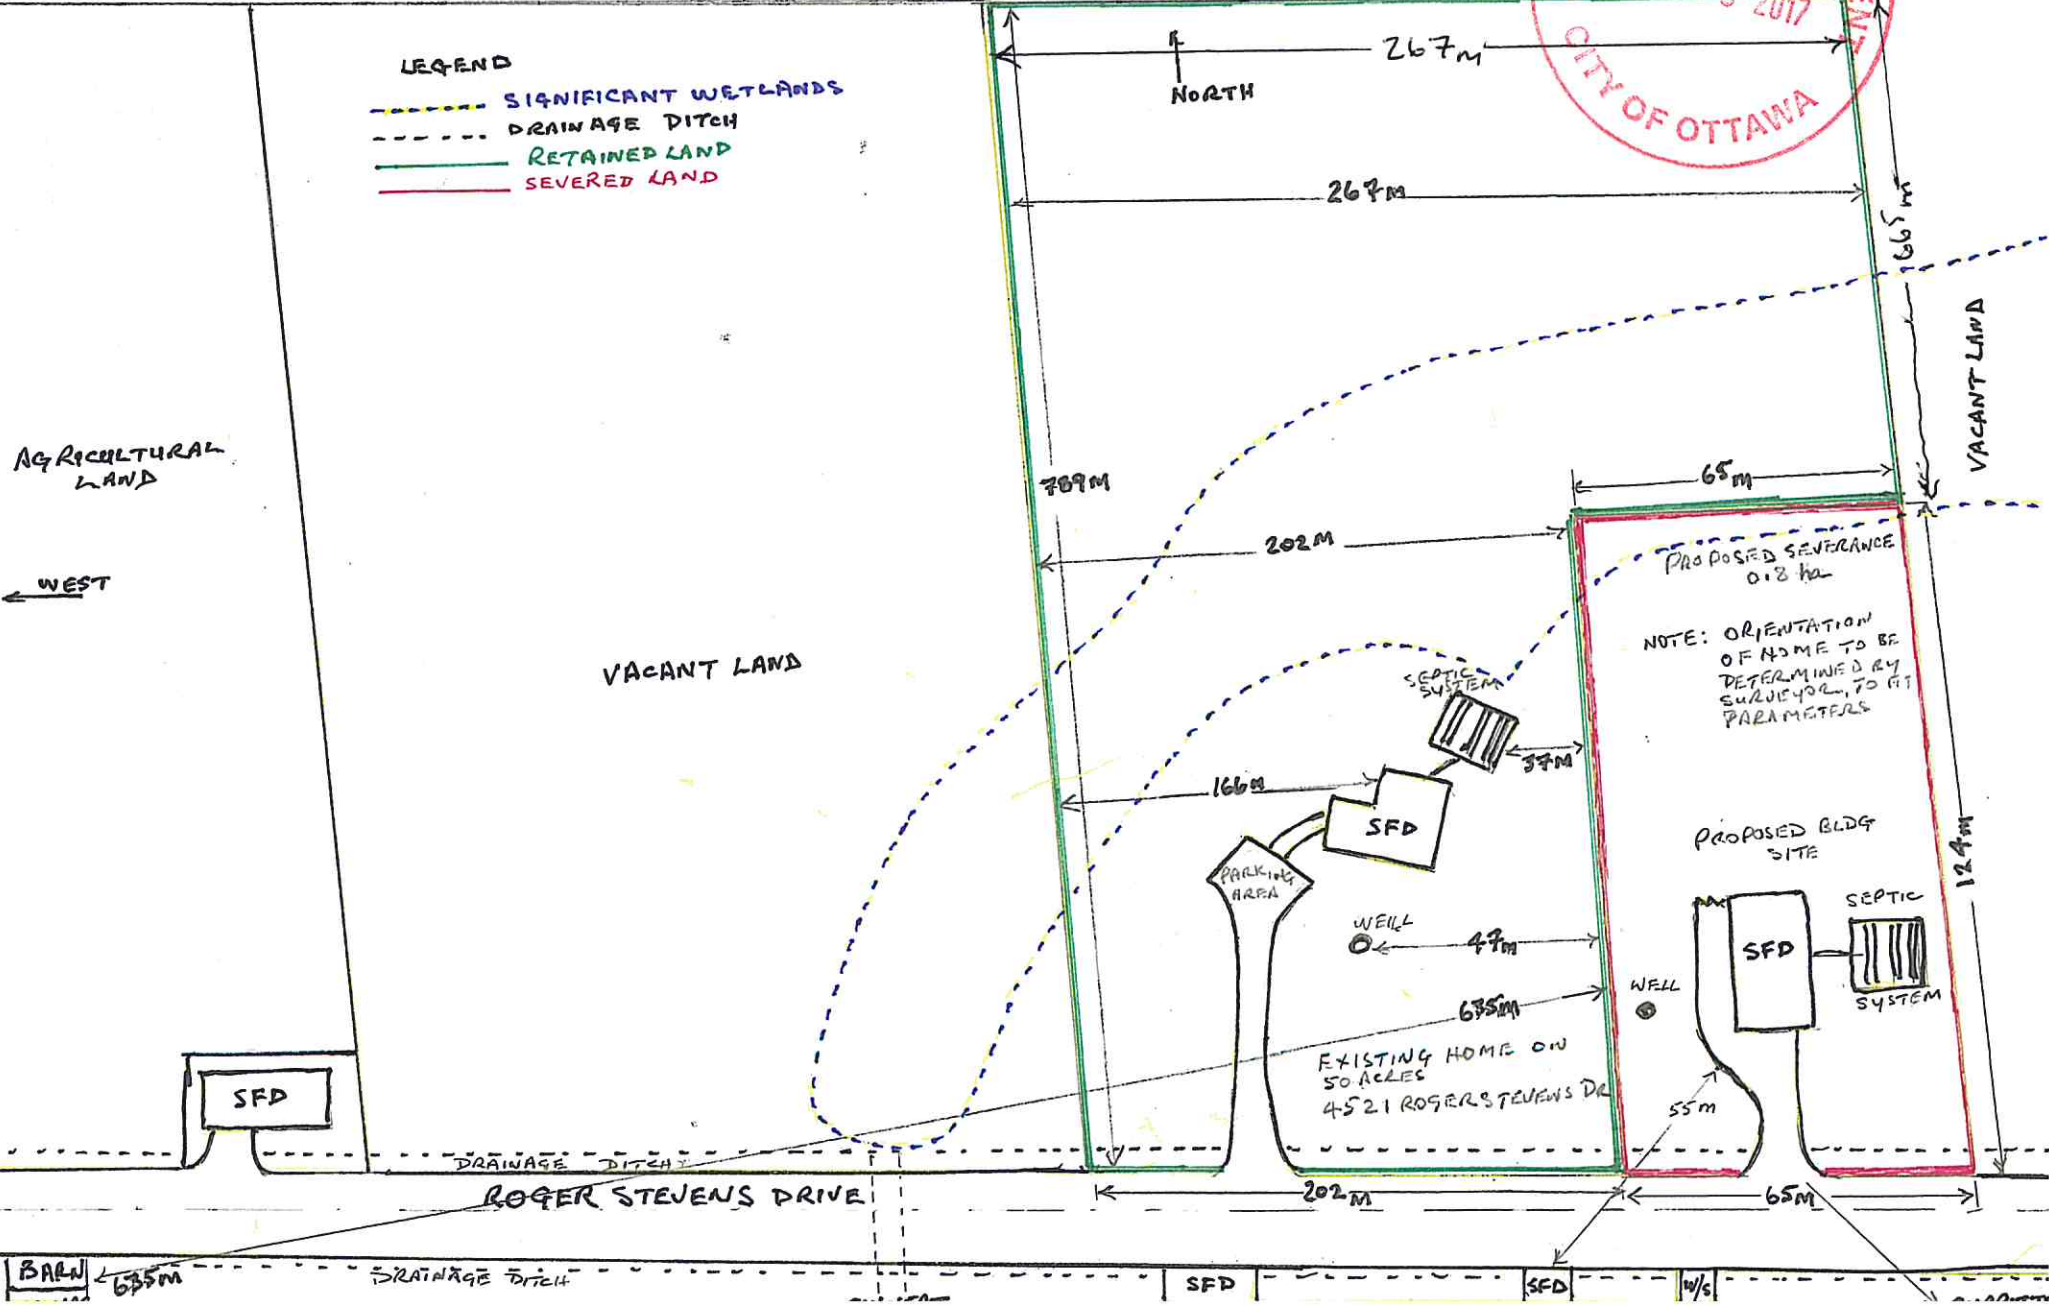 2017
CITY OF OTTAWA
267m
NORTH
LEGEND
SIGNIFICANT WETLANDS
DRAINAGE DITCH
RETAINED LAND
SEVERED LAND
267m
665m
VACANT LAND
AGRICULTURAL
LAND
WEST
VACANT LAND
789M
65m
202M
PROPOSED SEVERANCE
0.8 ha
NOTE: ORIENTATION
OF HOME TO BE
DETERMINED BY
SURVEYOR, TO FIT
PARAMETERS
SEPTIC
SYSTEM
37M
166m
SFD
PARKING
AREA
WELL
47m
635m
EXISTING HOME ON
50 ACRES
4521 ROGER STEVENS DR
PROPOSED BLDG
SITE
124m
SEPTIC
SFD
SYSTEM
WELL
55m
SFD
DRAINAGE DITCH
ROGER STEVENS DRIVE
202M
65M
BARN
635m
DRAINAGE DITCH
SFD
SFD
W/S